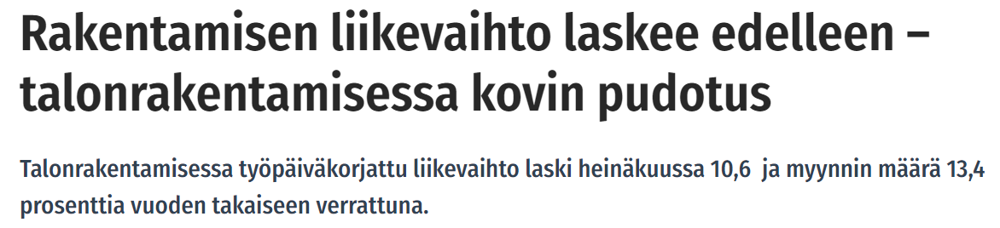 Rakentamisen liikevaihto laskee edelleen –
talonrakentamisessa kovin pudotus
Talonrakentamisessa työpäiväkorjattu liikevaihto laski heinäkuussa 10,6  ja myynnin määrä 13,4
prosenttia vuoden takaiseen verrattuna.